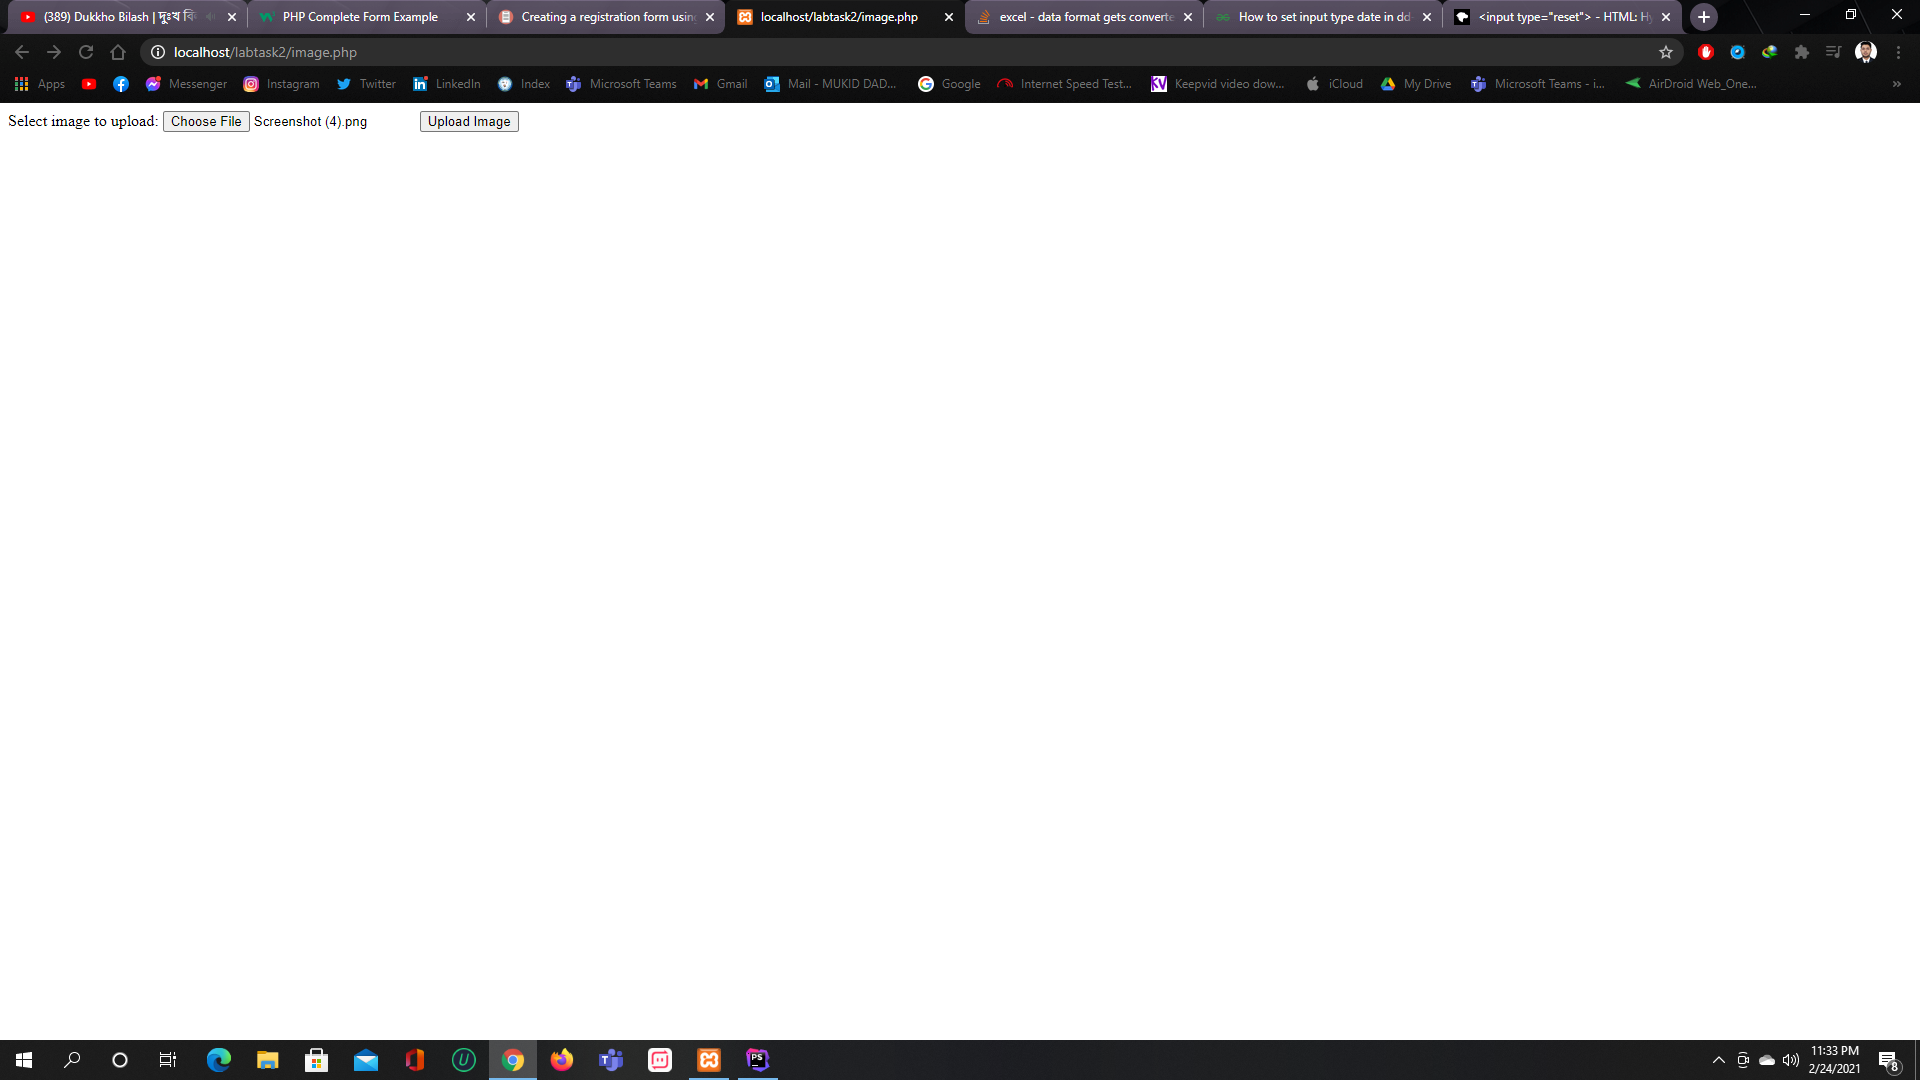 (389) Dukkho Bilash | দুঃখ বি
PHP Complete Form Example
Creating a registration form usin
localhost/labtask2/image.php
excel - data format gets converte
How to set input type date in dd
<input type="reset"> - HTML: Hy
localhost/labtask2/image.php
Apps
Messenger
Instagram
Twitter
LinkedIn
Index
Microsoft Teams
Gmail
Mail - MUKID DAD...
Google
Internet Speed Test...
KV
Keepvid video dow...
iCloud
My Drive
Microsoft Teams - i...
AirDroid Web_One...
»
Select image to upload: Choose File Screenshot (4).png Upload Image
PS
11:33 PM
2/24/2021
8